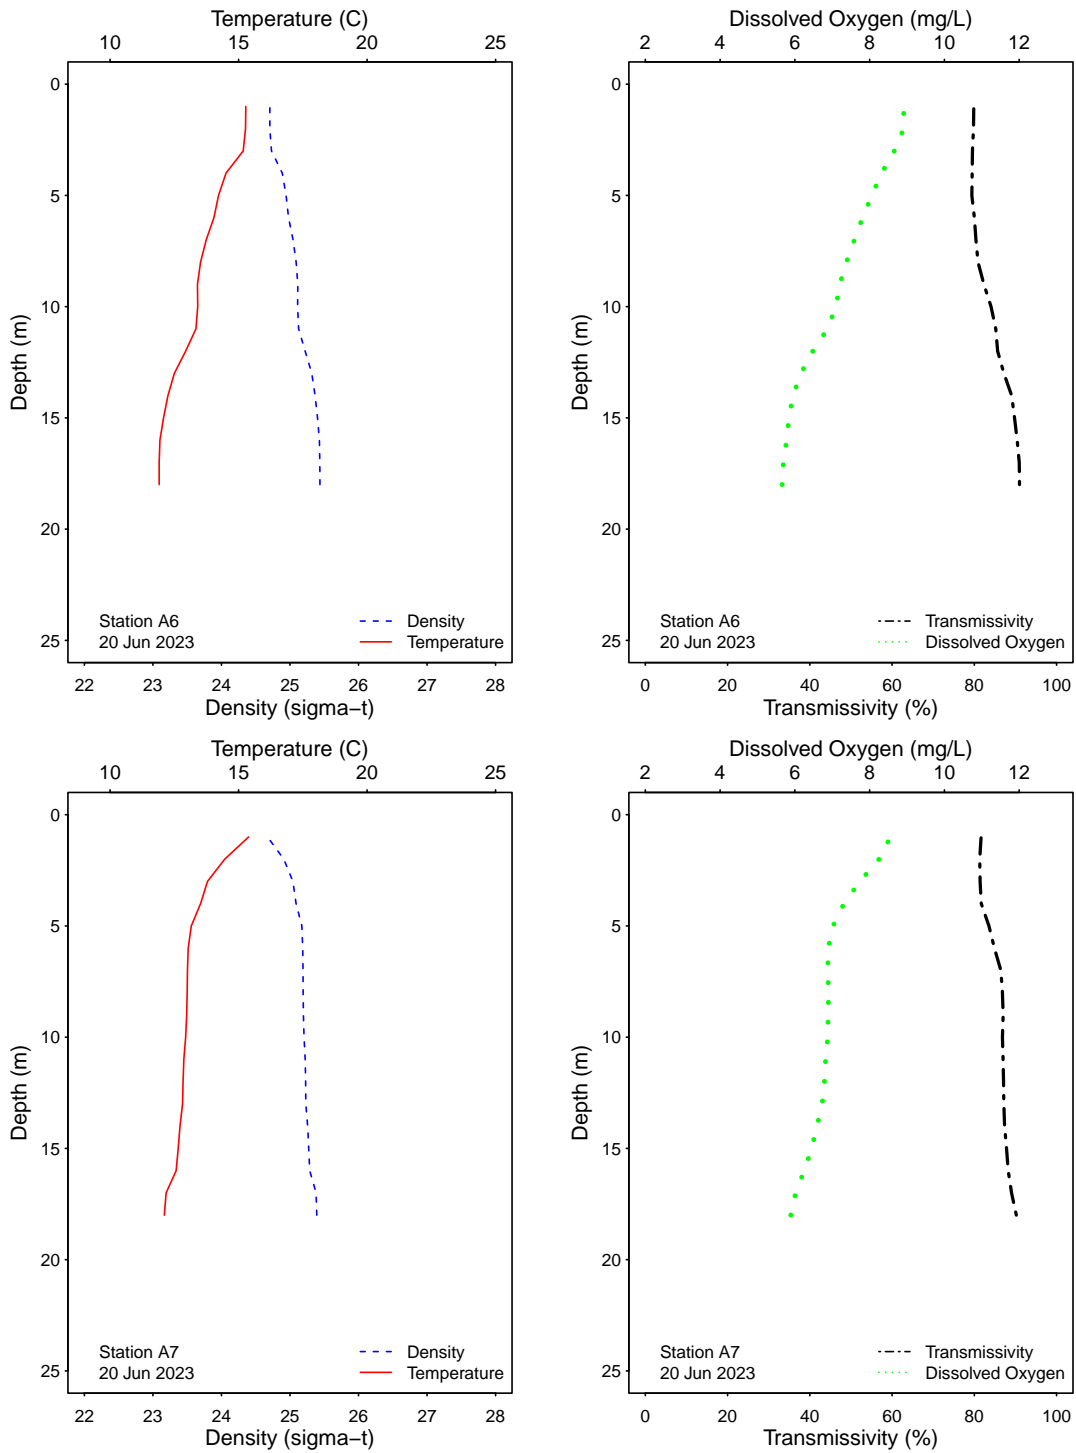 Temperature (C)
10 15 20 25
0
5
10
15
20
25
Depth (m)
Station A6
20 Jun 2023
Density
Temperature
22 23 24 25 26 27 28
Density (sigma−t)
Dissolved Oxygen (mg/L)
2 4 6 8 10 12
0
5
10
15
20
25
Depth (m)
Station A6
20 Jun 2023
Transmissivity
Dissolved Oxygen
0 20 40 60 80 100
Transmissivity (%)
Temperature (C)
10 15 20 25
0
5
10
15
20
25
Depth (m)
Station A7
20 Jun 2023
Density
Temperature
22 23 24 25 26 27 28
Density (sigma−t)
Dissolved Oxygen (mg/L)
2 4 6 8 10 12
0
5
10
15
20
25
Depth (m)
Station A7
20 Jun 2023
Transmissivity
Dissolved Oxygen
0 20 40 60 80 100
Transmissivity (%)